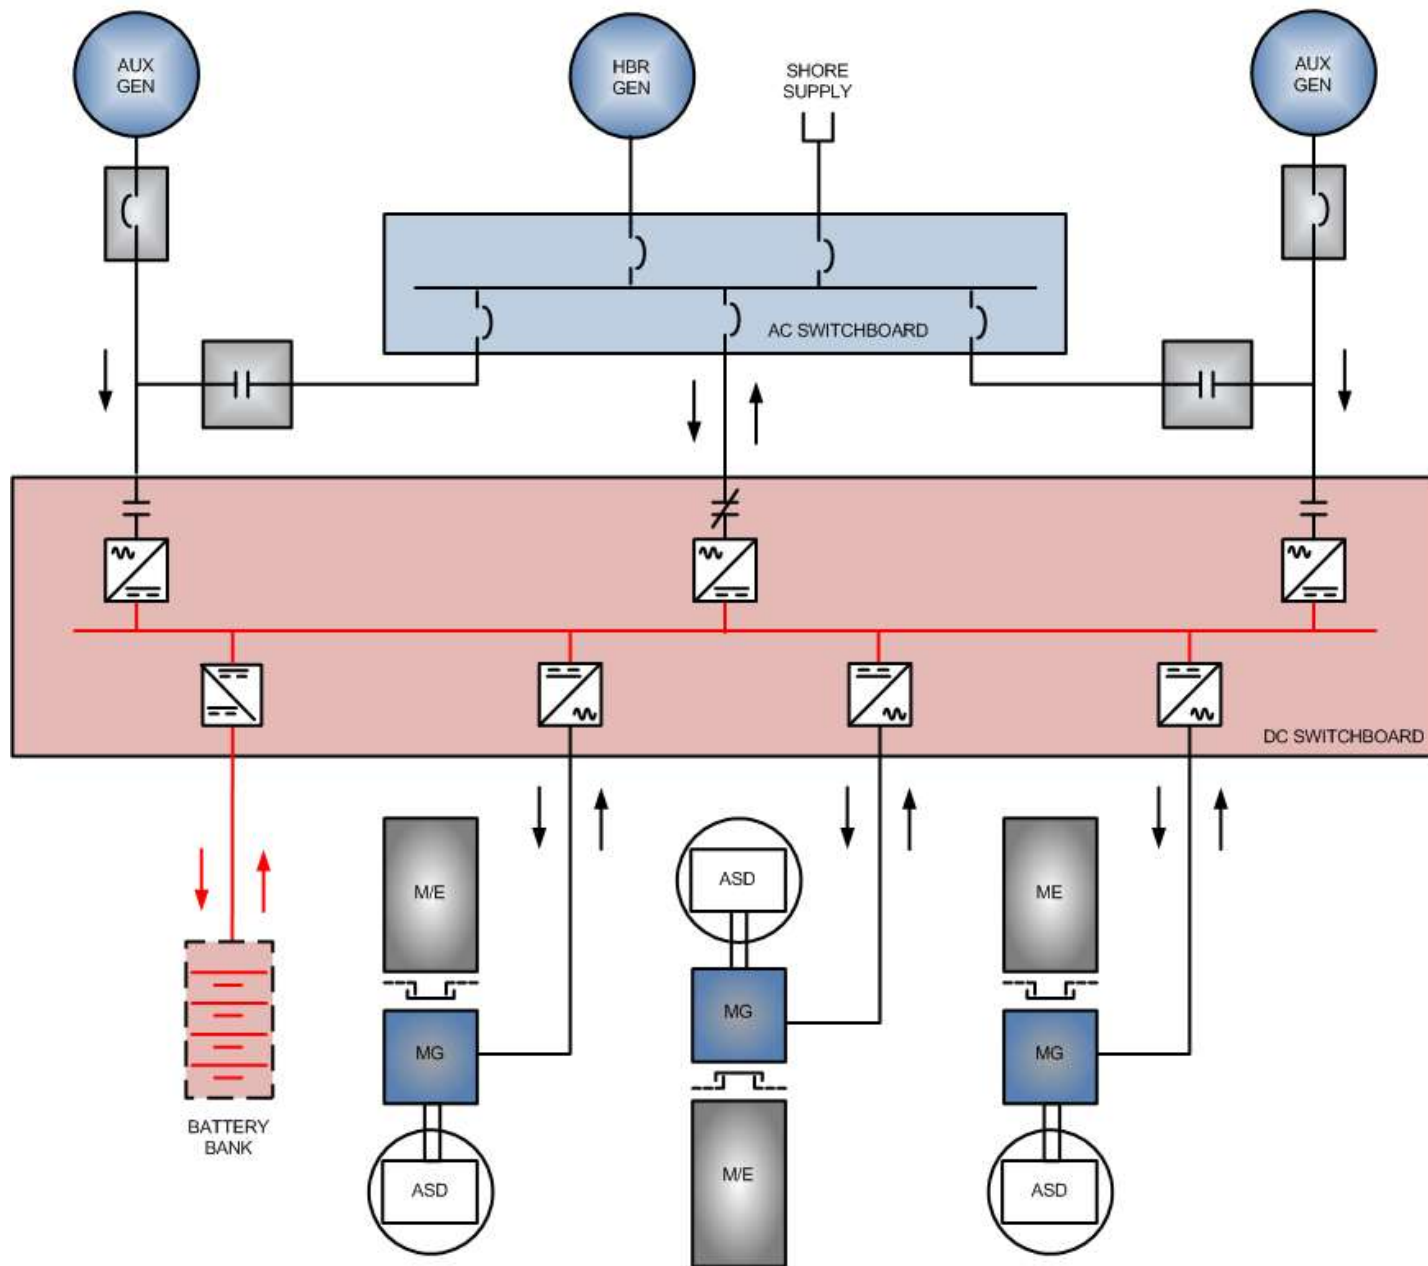 AUX
GEN
HBR
GEN
SHORE
SUPPLY
AUX
GEN
AC SWITCHBOARD
DC SWITCHBOARD
M/E
ASD
ME
MG
MG
MG
BATTERY
BANK
ASD
M/E
ASD